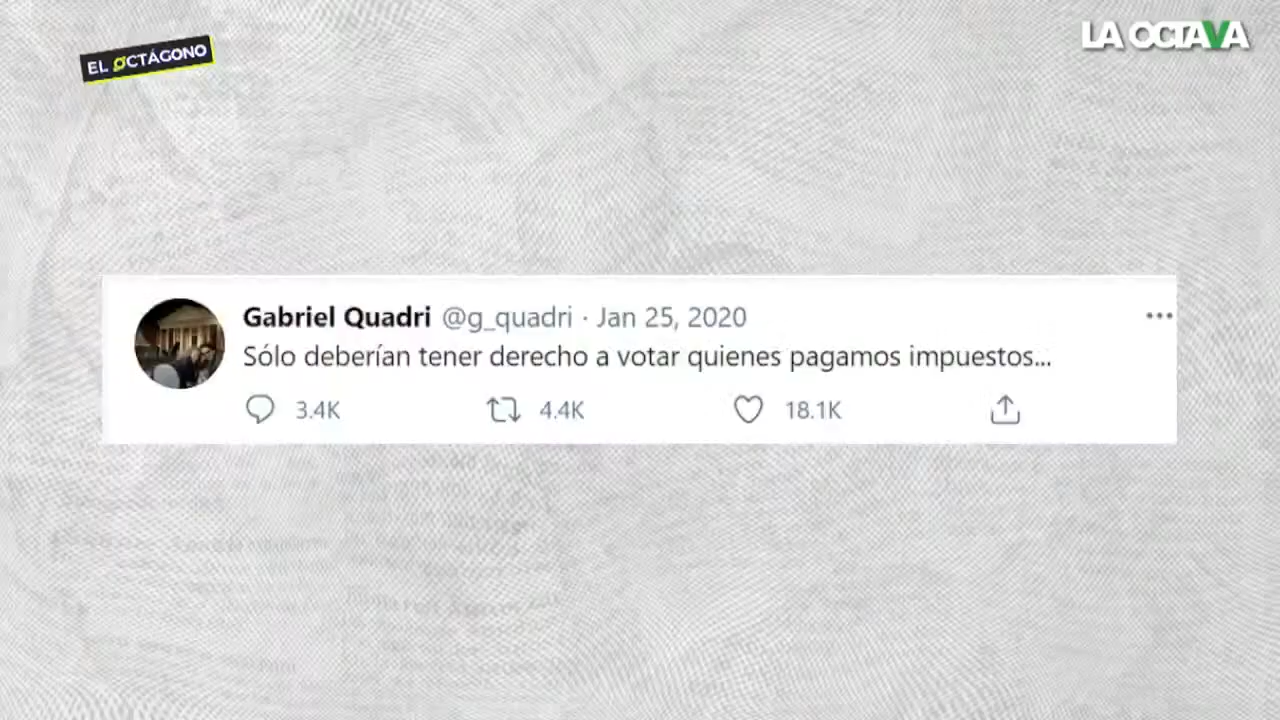 EL OCTÁGONO
LA OCTAVA
Gabriel Quadri @g_quadri · Jan 25, 2020
Sólo deberían tener derecho a votar quienes pagamos impuestos...
3.4K 4.4K 18.1K